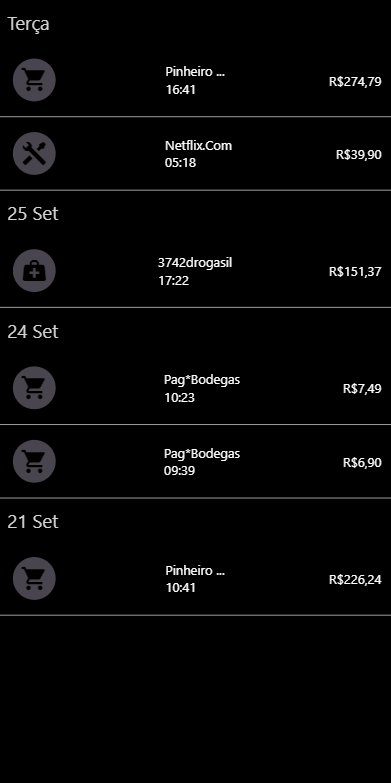 Terça
Pinheiro ...
16:41
R$274,79
Netflix.Com
05:18
R$39,90
25 Set
3742drogasil
17:22
R$151,37
24 Set
Pag*Bodegas
10:23
R$7,49
Pag*Bodegas
09:39
R$6,90
21 Set
Pinheiro ...
10:41
R$226,24